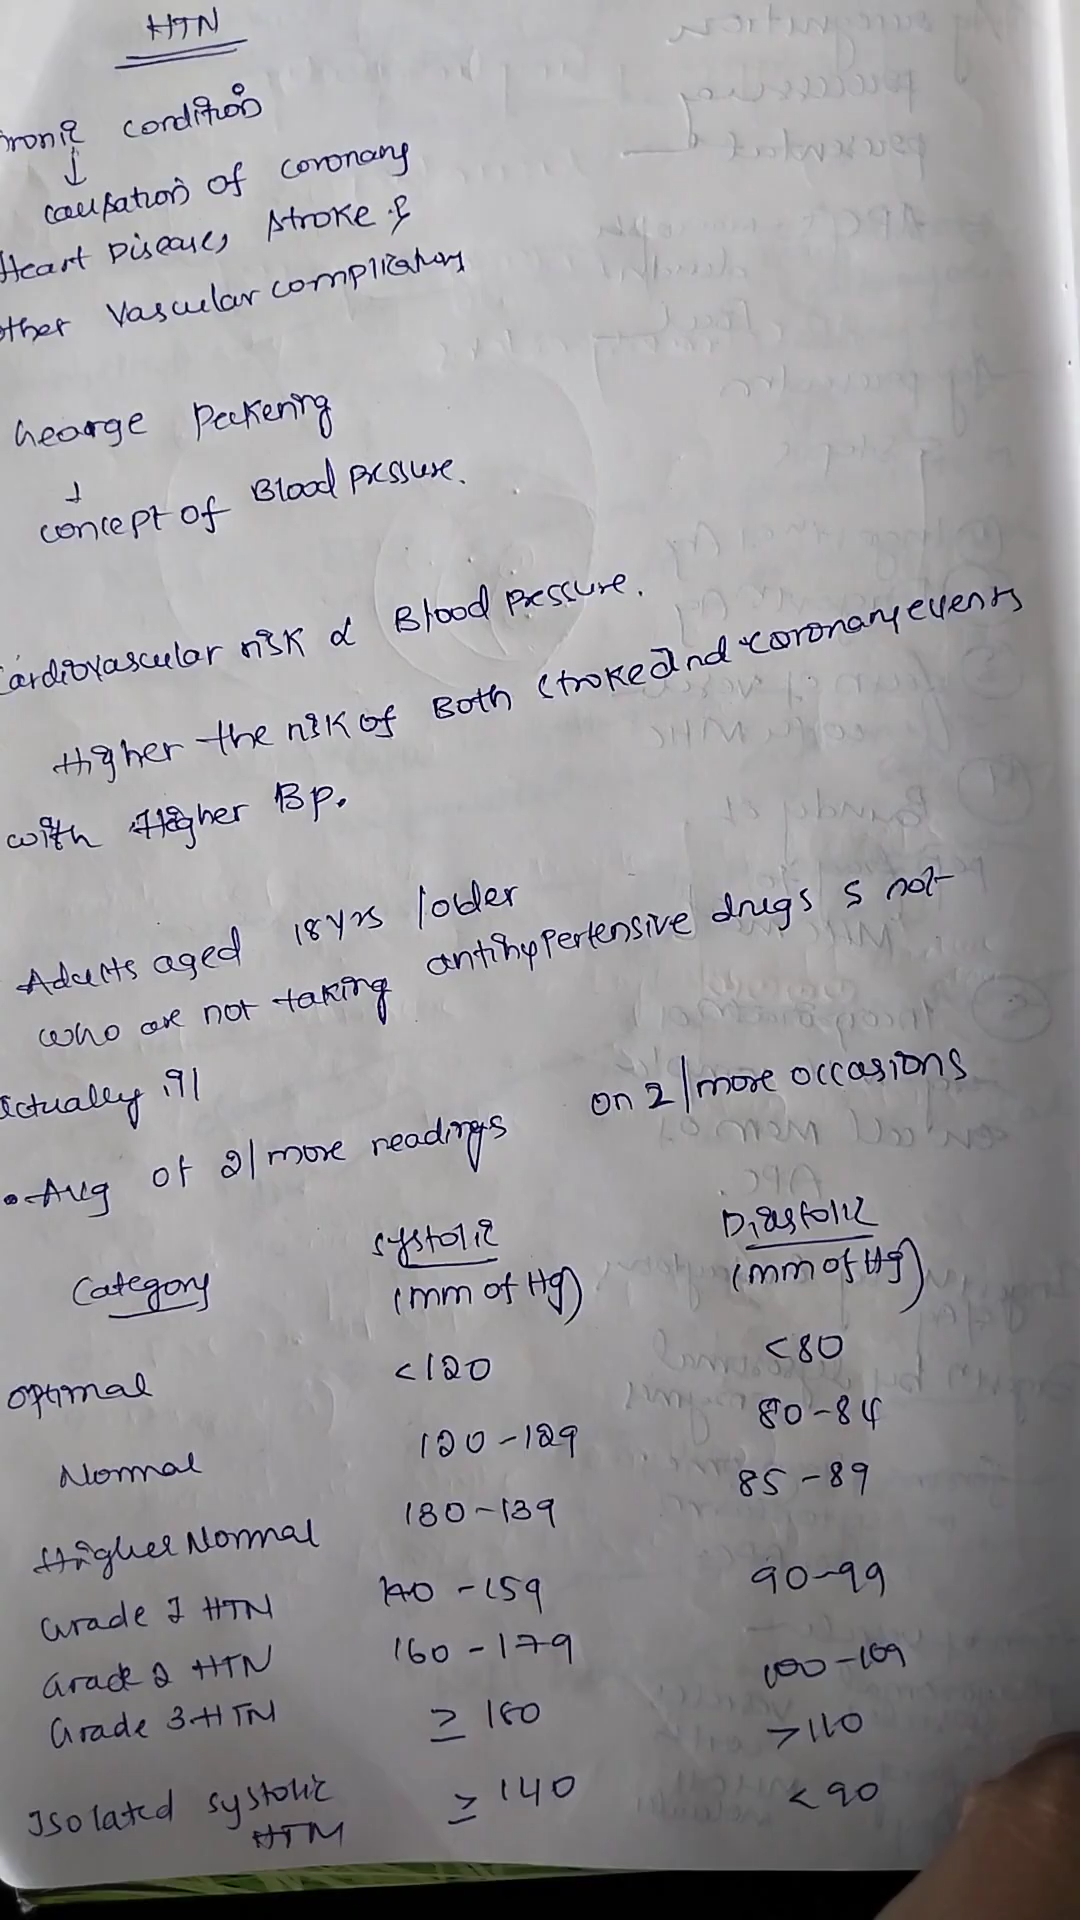 HTN
ronic condition
↓
causation of coronary
Heart Disease, stroke &
other vascular complications
George Peckering
↓
concept of Blood pressure.
Cardiovascular risk α Blood pressure.
Higher the risk of Both stroke and coronary events
with Higher Bp.
Adults aged 18yrs / older
who are not taking antihypertensive drugs & not
actually ill
• Avg of 2/more readings on 2/more occasions
Category Systolic Diastolic
(mm of Hg) (mm of Hg)
optimal <120 <80
Normal 120-129 80-84
Higher Normal 130-139 85-89
Grade 1 HTN 140-159 90-99
Grade 2 HTN 160-179 100-109
Grade 3 HTN ≥ 180 >110
Isolated systolic ≥ 140 <90
HTN